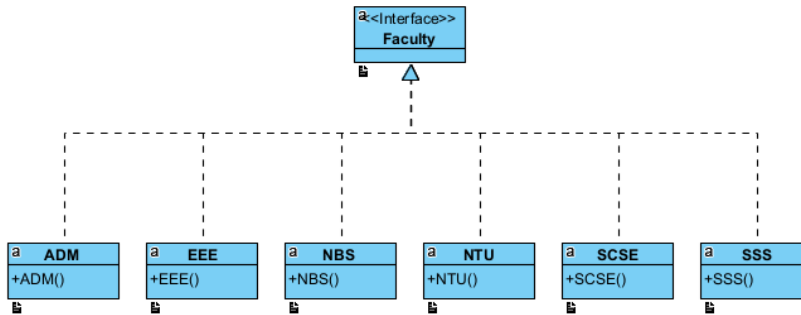 a
<<Interface>>
Faculty
a ADM
+ADM()
a EEE
+EEE()
a NBS
+NBS()
a NTU
+NTU()
a SCSE
+SCSE()
a SSS
+SSS()